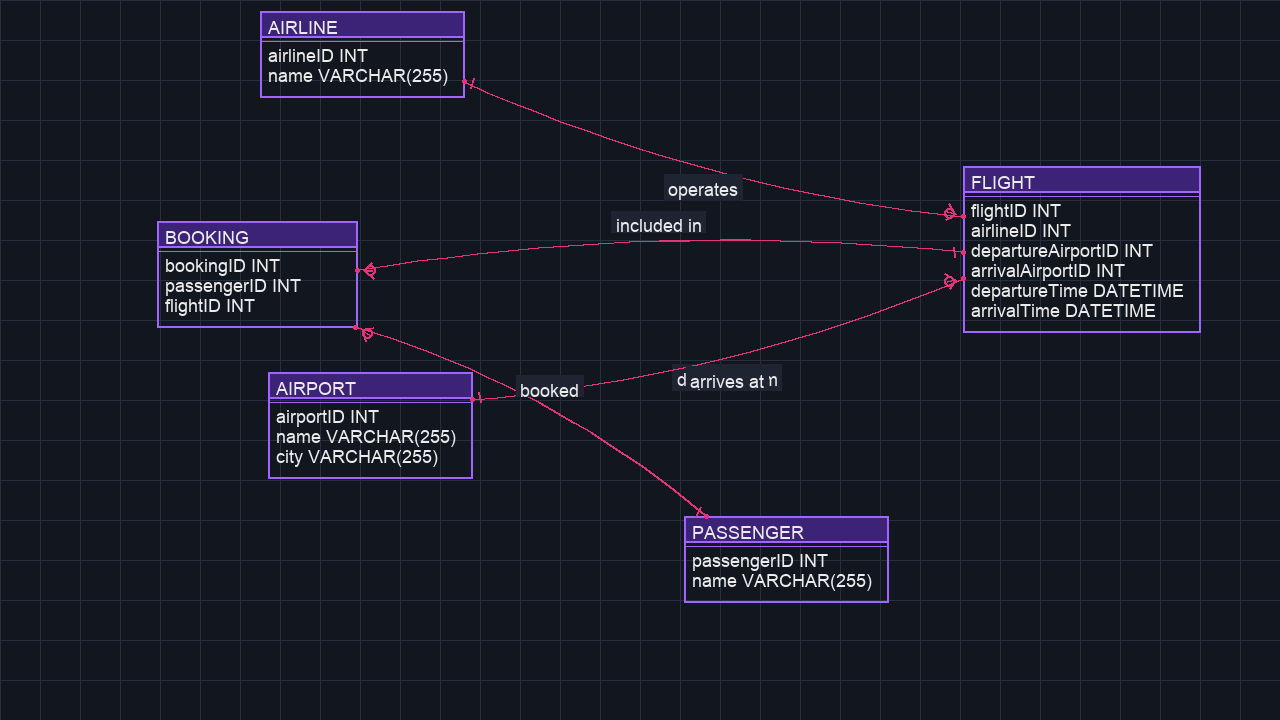 AIRLINE
airlineID INT
name VARCHAR(255)
operates
FLIGHT
flightID INT
airlineID INT
departureAirportID INT
arrivalAirportID INT
departureTime DATETIME
arrivalTime DATETIME
included in
BOOKING
bookingID INT
passengerID INT
flightID INT
arrives at
booked
AIRPORT
airportID INT
name VARCHAR(255)
city VARCHAR(255)
PASSENGER
passengerID INT
name VARCHAR(255)